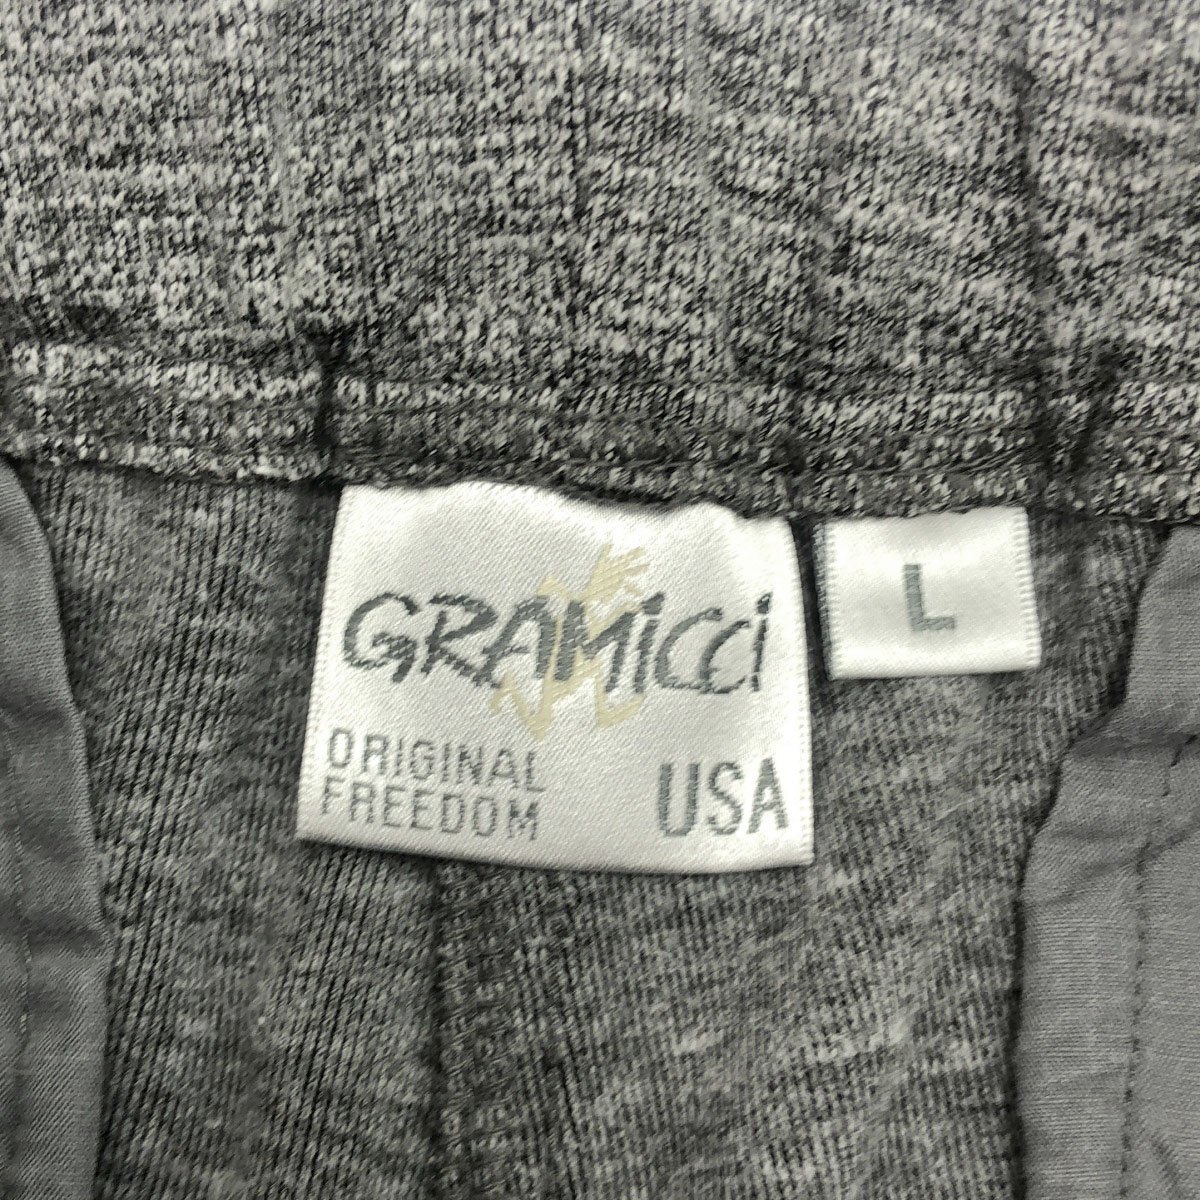 GRAMiCCi
L
ORIGINAL
FREEDOM
USA